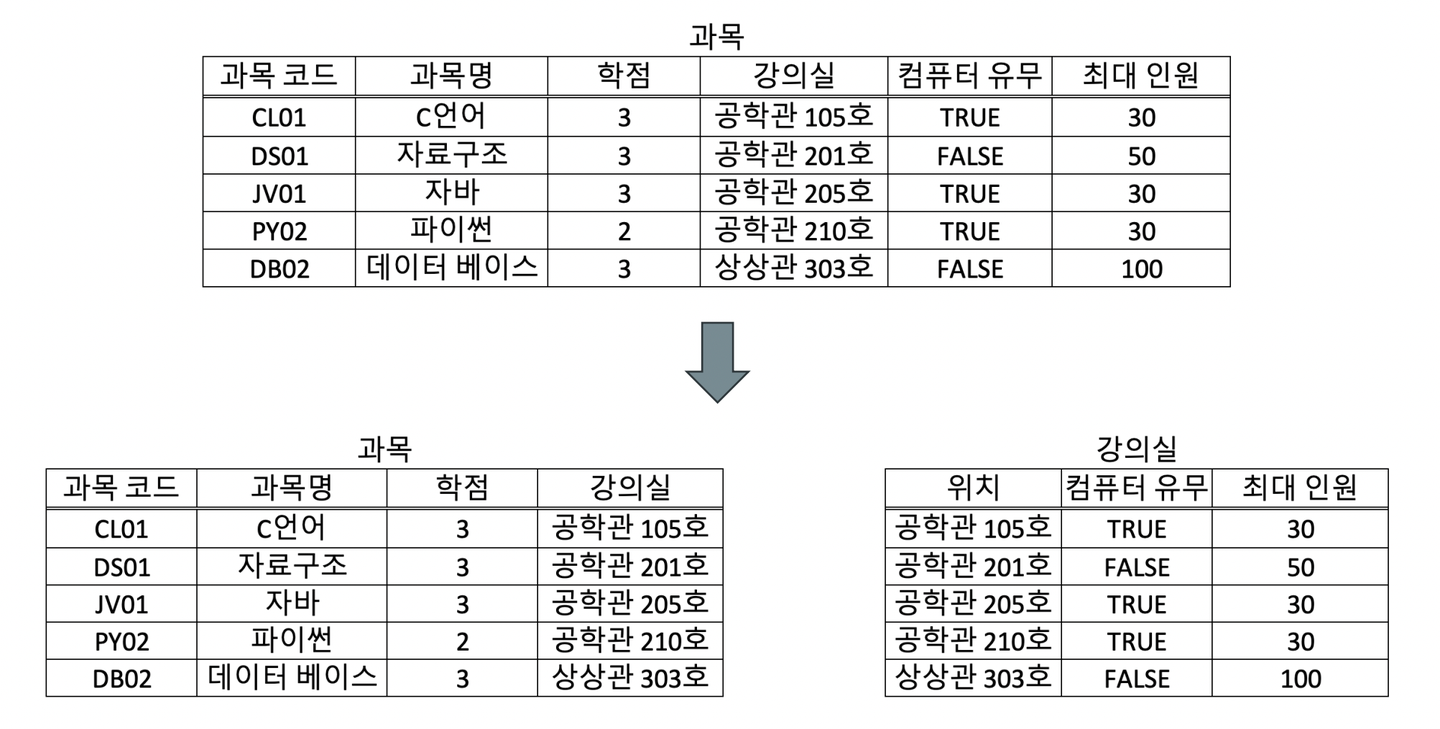 과목
과목 코드 과목명 학점 강의실 컴퓨터 유무 최대 인원
CL01 C언어 3 공학관 105호 TRUE 30
DS01 자료구조 3 공학관 201호 FALSE 50
JV01 자바 3 공학관 205호 TRUE 30
PY02 파이썬 2 공학관 210호 TRUE 30
DB02 데이터 베이스 3 상상관 303호 FALSE 100
과목
과목 코드 과목명 학점 강의실
CL01 C언어 3 공학관 105호
DS01 자료구조 3 공학관 201호
JV01 자바 3 공학관 205호
PY02 파이썬 2 공학관 210호
DB02 데이터 베이스 3 상상관 303호
강의실
위치 컴퓨터 유무 최대 인원
공학관 105호 TRUE 30
공학관 201호 FALSE 50
공학관 205호 TRUE 30
공학관 210호 TRUE 30
상상관 303호 FALSE 100